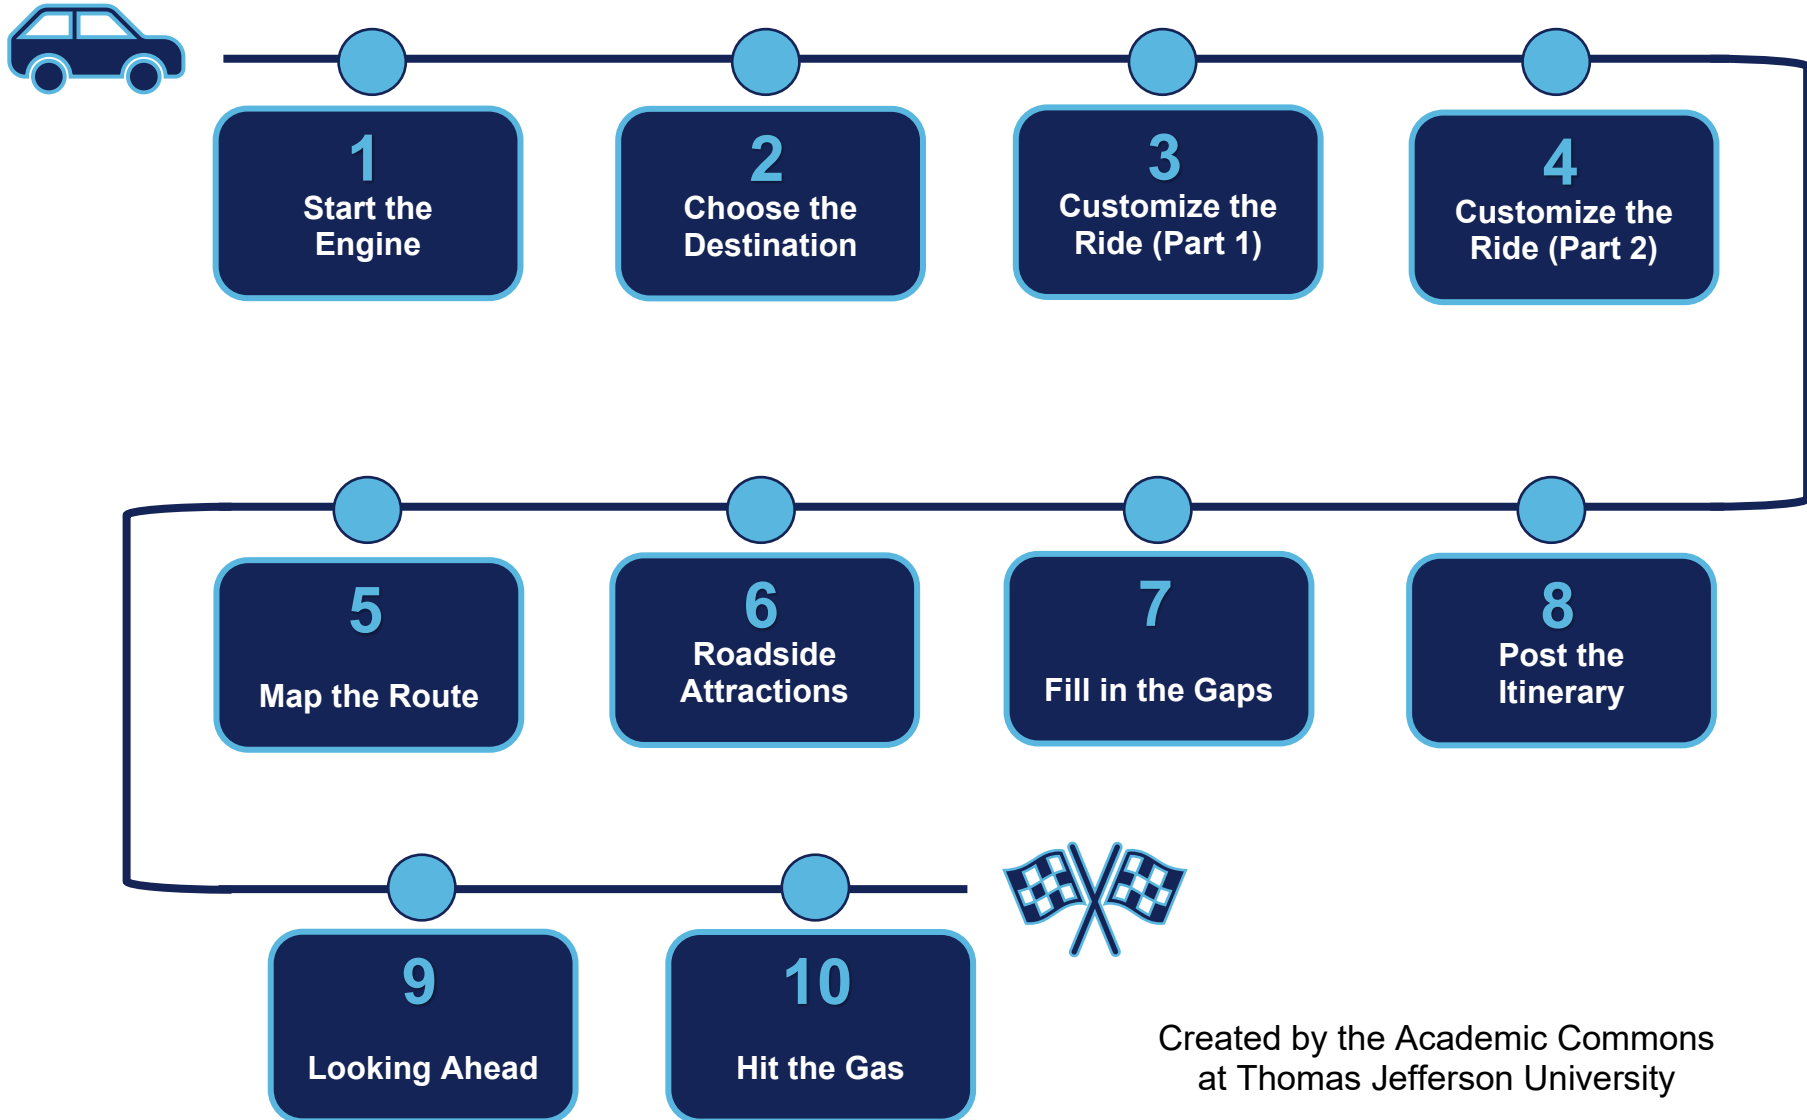 1
Start the
Engine
2
Choose the
Destination
3
Customize the
Ride (Part 1)
4
Customize the
Ride (Part 2)
5
Map the Route
6
Roadside
Attractions
7
Fill in the Gaps
8
Post the
Itinerary
9
Looking Ahead
10
Hit the Gas
Created by the Academic Commons
at Thomas Jefferson University